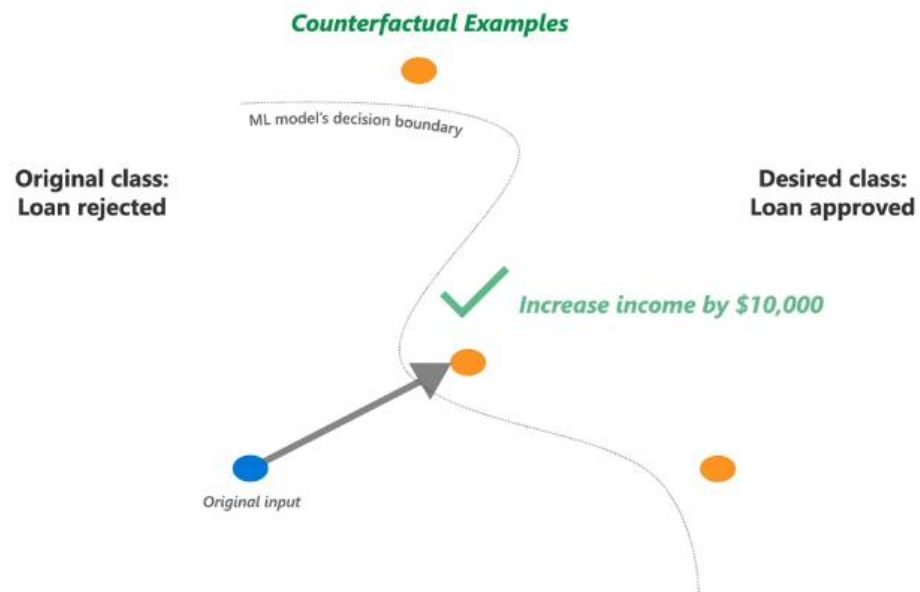 Counterfactual Examples
ML model's decision boundary
Original class:
Loan rejected
Desired class:
Loan approved
Increase income by $10,000
Original input